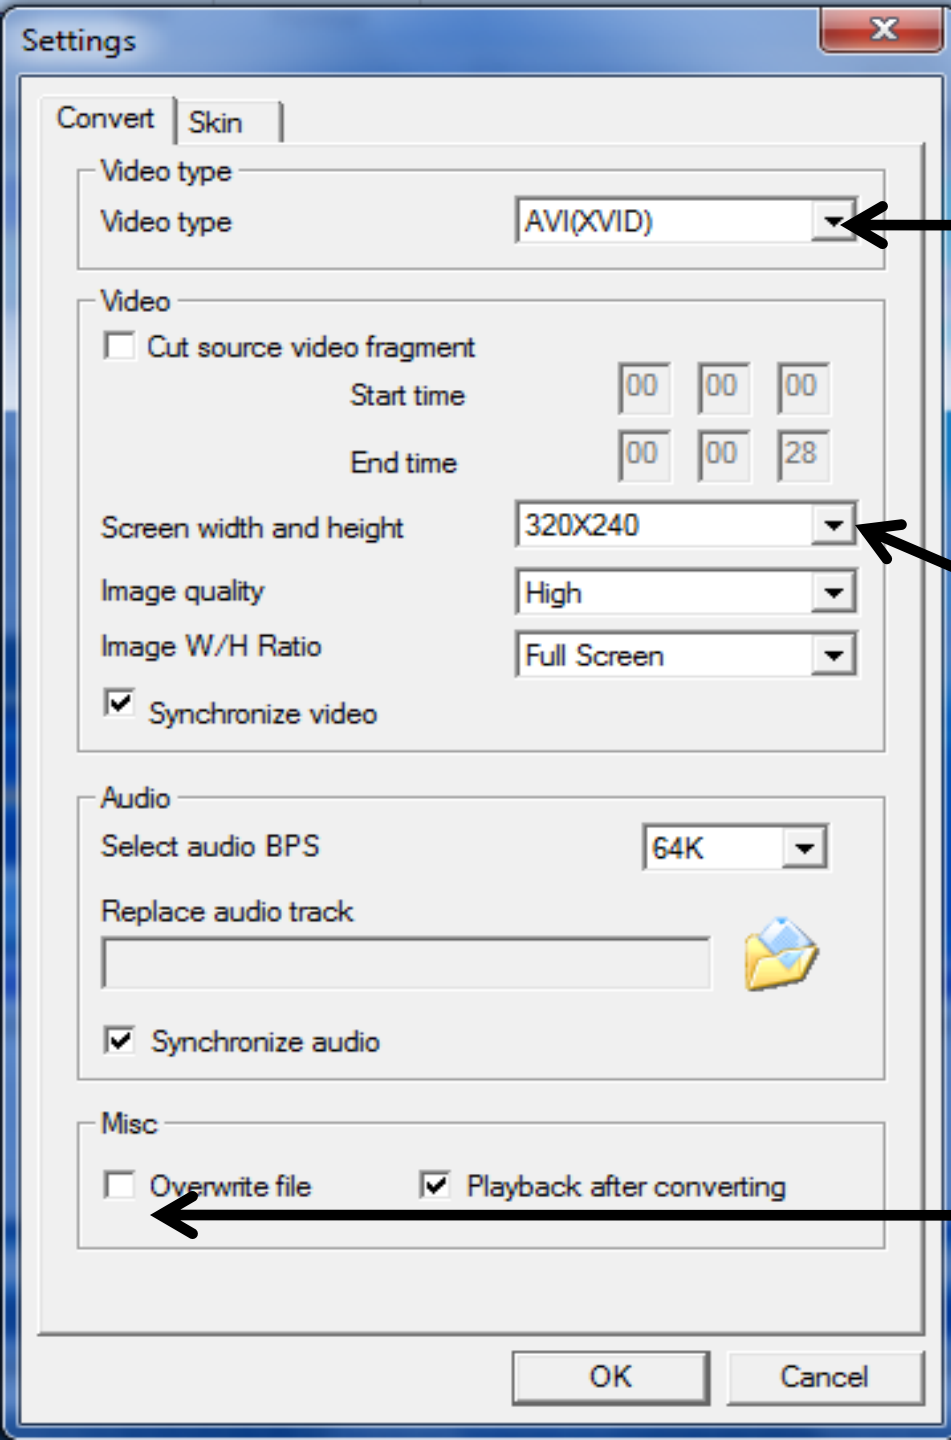 Settings
Convert Skin
Video type
Video type AVI(XVID)
Video
Cut source video fragment
Start time 00 00 00
End time 00 00 28
Screen width and height 320X240
Image quality High
Image W/H Ratio Full Screen
Synchronize video
Audio
Select audio BPS 64K
Replace audio track
Synchronize audio
Misc
Overwrite file Playback after converting
OK Cancel